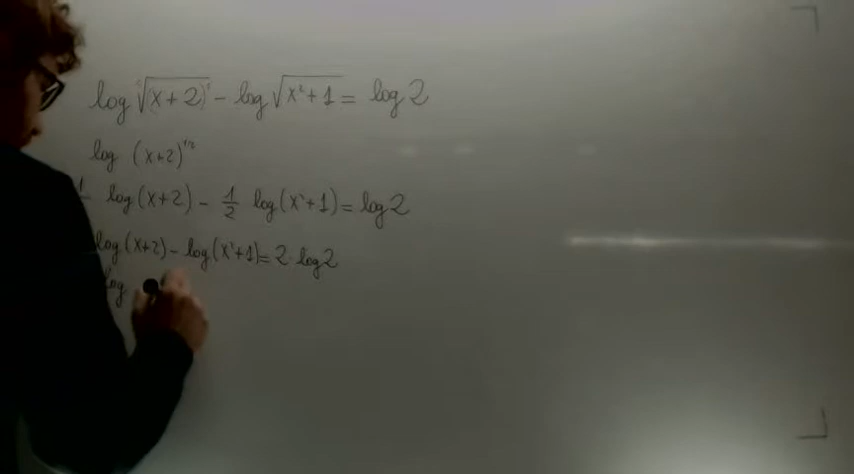 log √(x+2) - log √x²+1 = log 2
log (x+2)^1/2
1 log(x+2) - 1/2 log(x²+1) = log 2
log(x+2) - log(x²+1) = 2·log 2
log